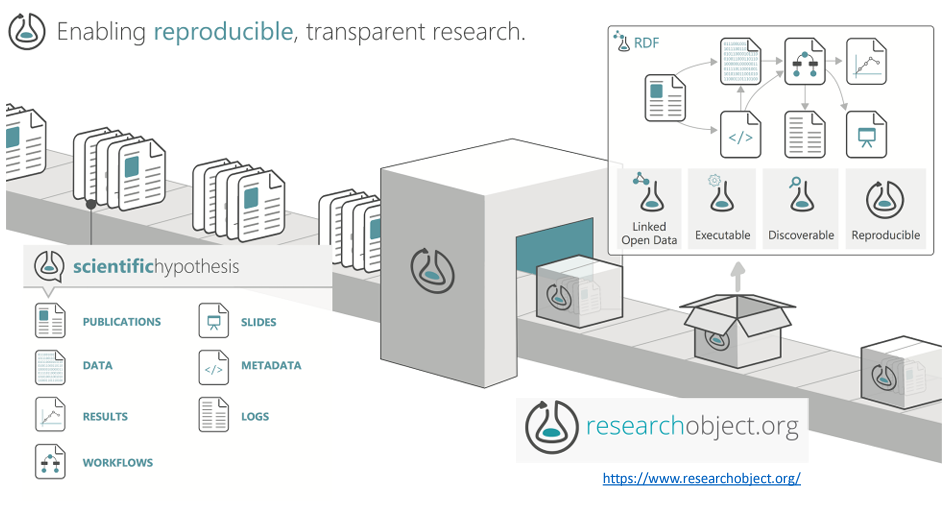 Enabling reproducible, transparent research.
RDF
</>
Linked
Open Data
Executable
Discoverable
Reproducible
scientifichypothesis
PUBLICATIONS
SLIDES
DATA
METADATA
</>
RESULTS
LOGS
WORKFLOWS
researchobject.org
https://www.researchobject.org/